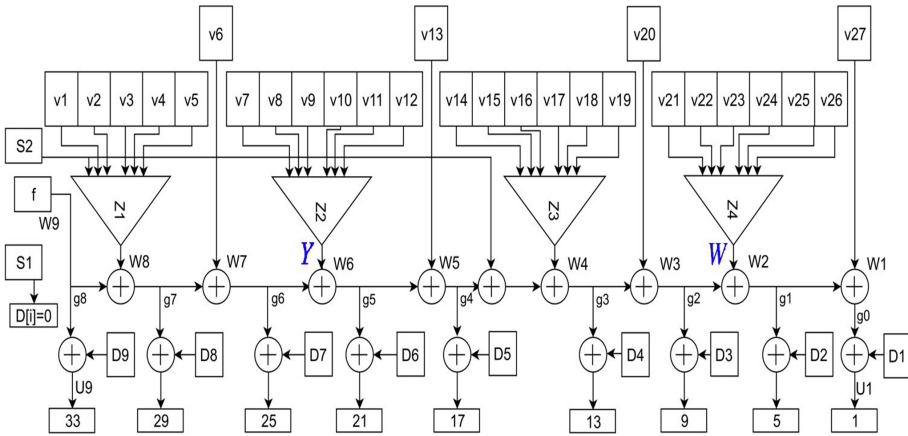 v6 v13 v20 v27
v1 v2 v3 v4 v5 v7 v8 v9 v10 v11 v12 v14 v15 v16 v17 v18 v19 v21 v22 v23 v24 v25 v26
S2
f
Z1 Z2 Z3 Z4
W9
Y W
S1
W8 W7 W6 W5 W4 W3 W2 W1
g8 g7 g6 g5 g4 g3 g2 g1 g0
D[i]=0
D9 D8 D7 D6 D5 D4 D3 D2 D1
U9 U1
33 29 25 21 17 13 9 5 1